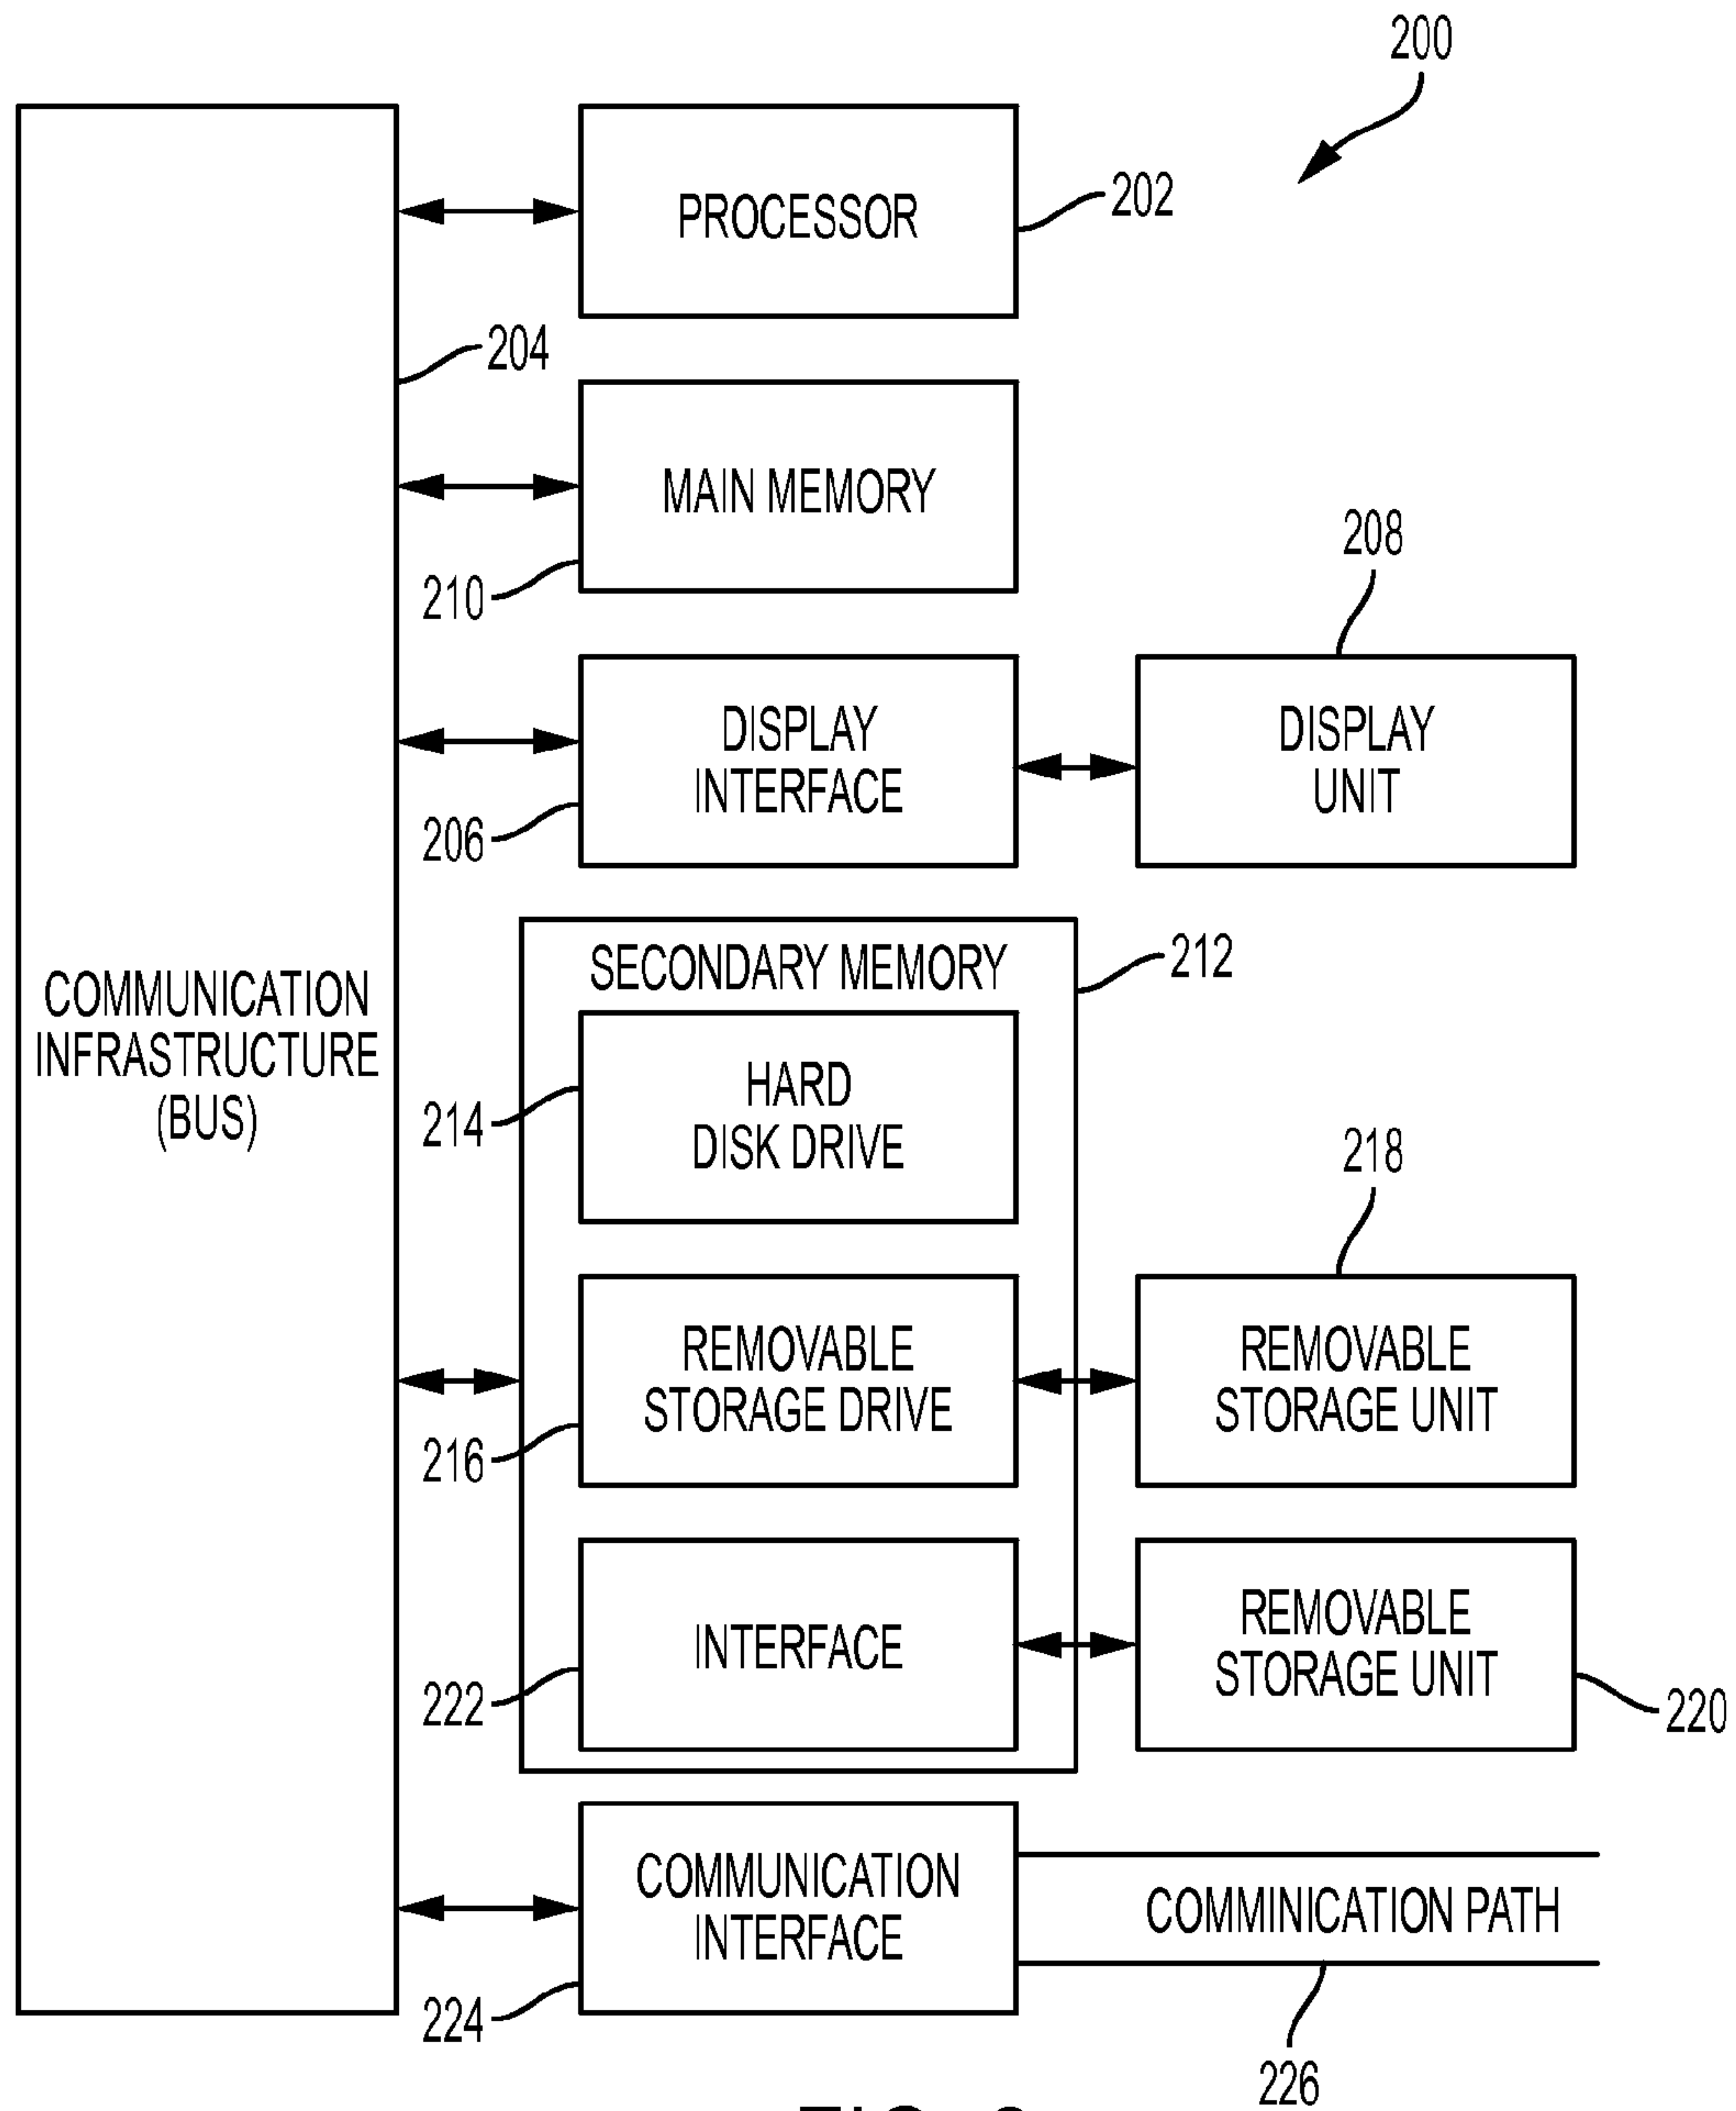 200
PROCESSOR
202
204
MAIN MEMORY
210
208
DISPLAY
INTERFACE
206
DISPLAY
UNIT
SECONDARY MEMORY
212
COMMUNICATION
INFRASTRUCTURE
(BUS)
HARD
DISK DRIVE
214
218
REMOVABLE
STORAGE DRIVE
216
REMOVABLE
STORAGE UNIT
INTERFACE
222
REMOVABLE
STORAGE UNIT
220
COMMUNICATION
INTERFACE
224
COMMINICATION PATH
226